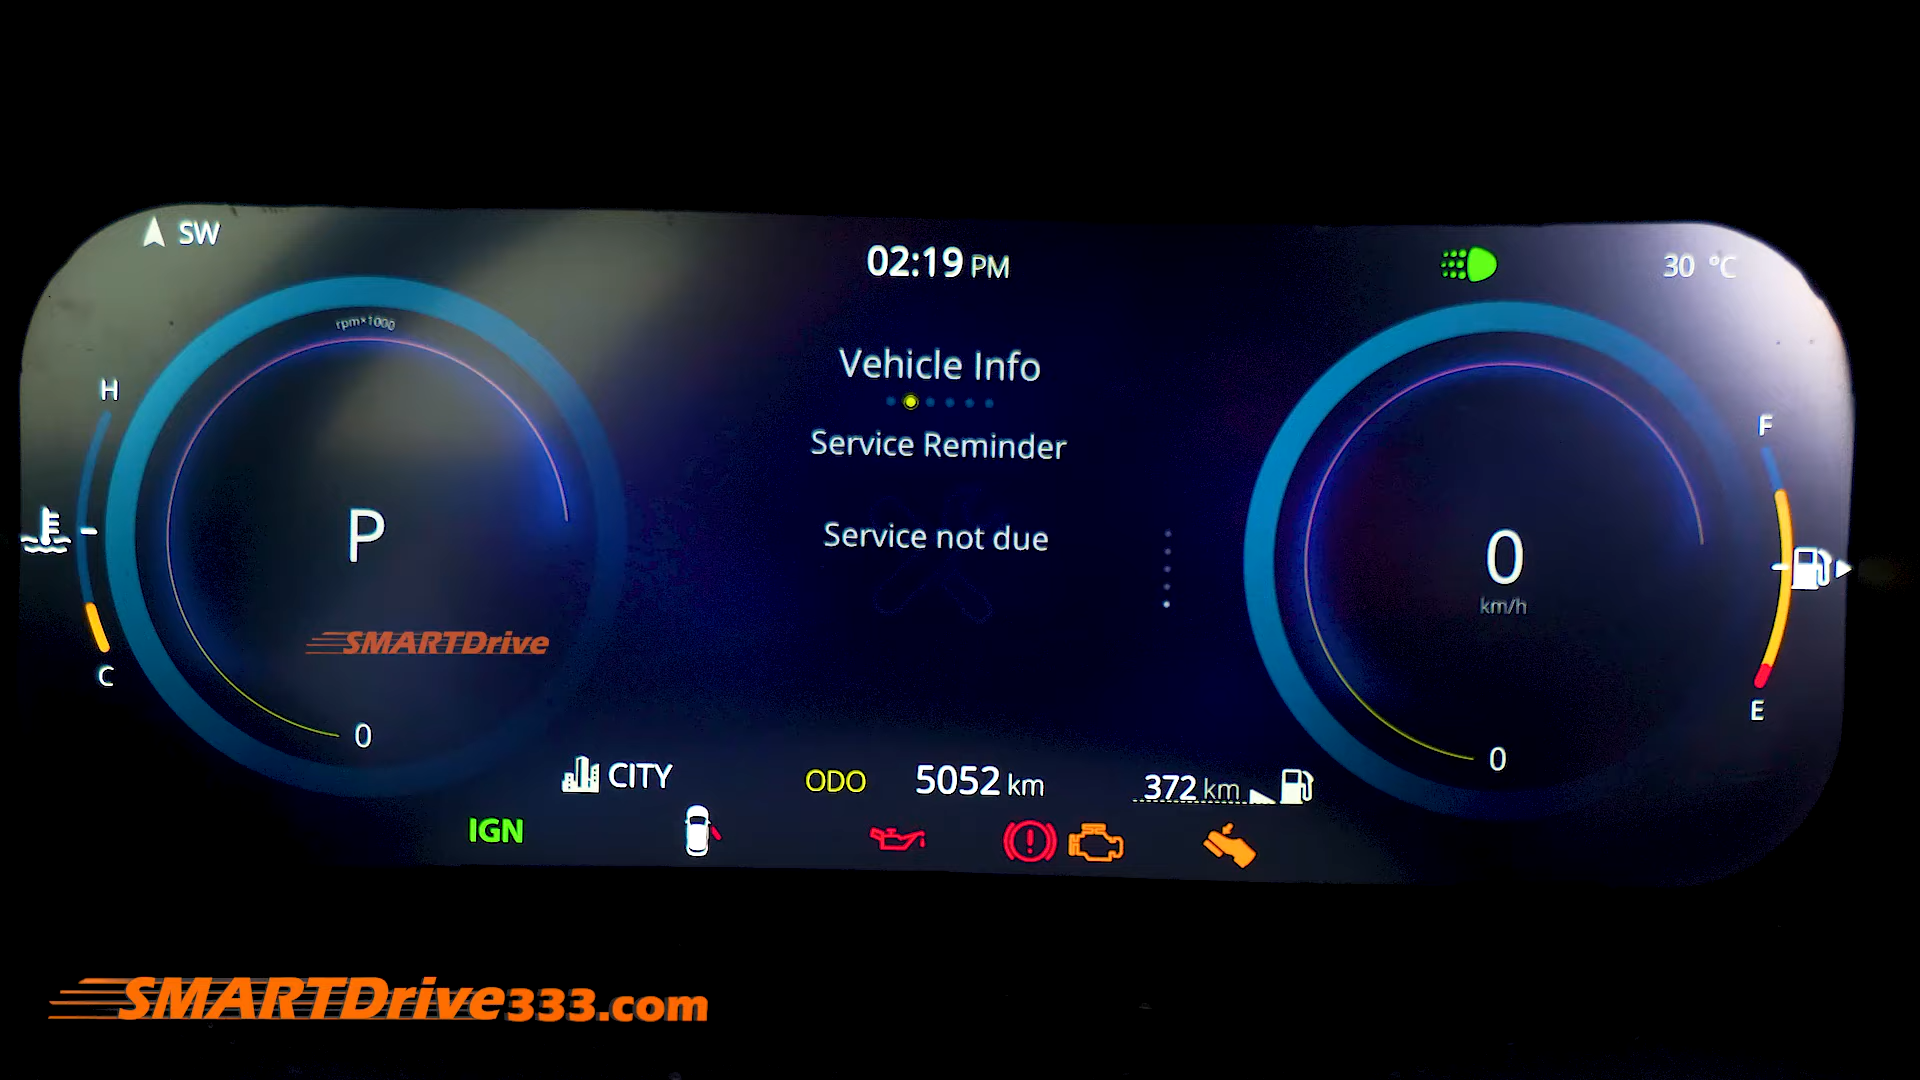 SW
02:19 PM
30 °C
rpm×1000
Vehicle Info
H
F
Service Reminder
P
Service not due
0
km/h
SMARTDrive
C
E
0
0
CITY
ODO 5052 km
372 km
IGN
SMARTDrive333.com